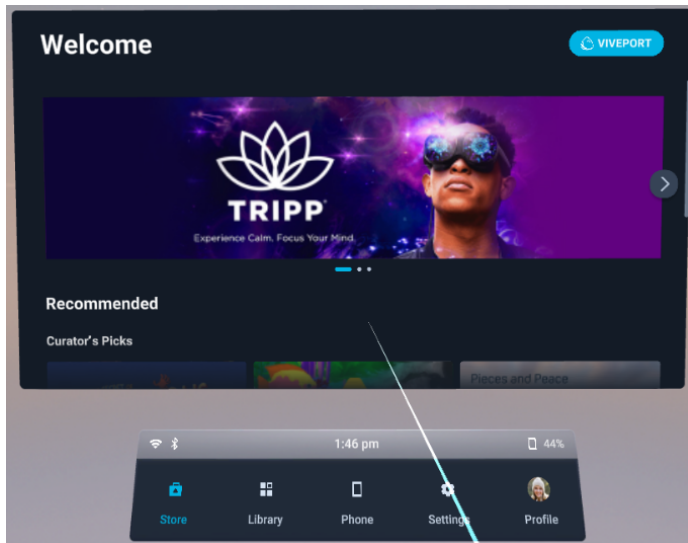 Welcome
VIVEPORT
TRIPP
Experience Calm. Focus Your Mind.
Recommended
Curator's Picks
Pieces and Peace
1:46 pm
44%
Store
Library
Phone
Settings
Profile